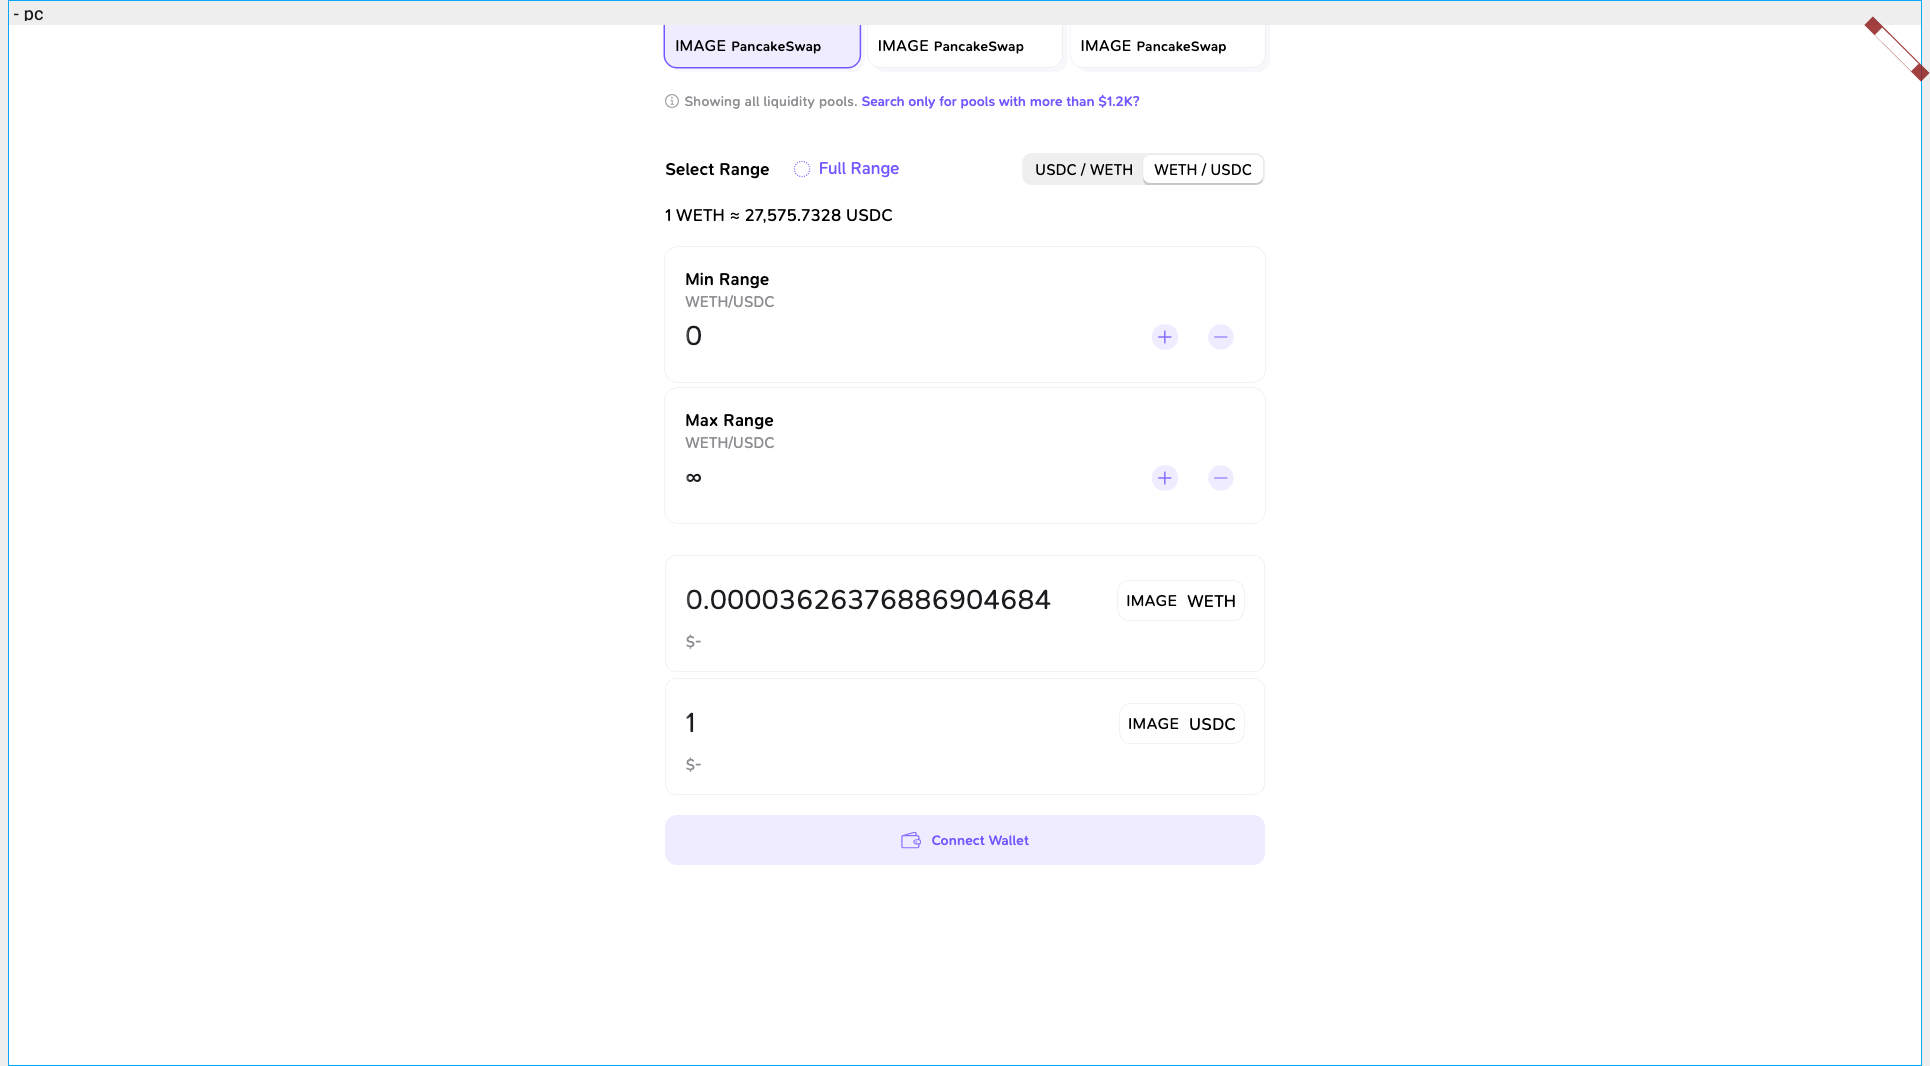 - pc
IMAGE PancakeSwap IMAGE PancakeSwap IMAGE PancakeSwap
Showing all liquidity pools. Search only for pools with more than $1.2K?
Select Range Full Range USDC / WETH WETH / USDC
1 WETH ≈ 27,575.7328 USDC
Min Range
WETH/USDC
0
Max Range
WETH/USDC
∞
0.00003626376886904684 IMAGE WETH
$-
1 IMAGE USDC
$-
Connect Wallet